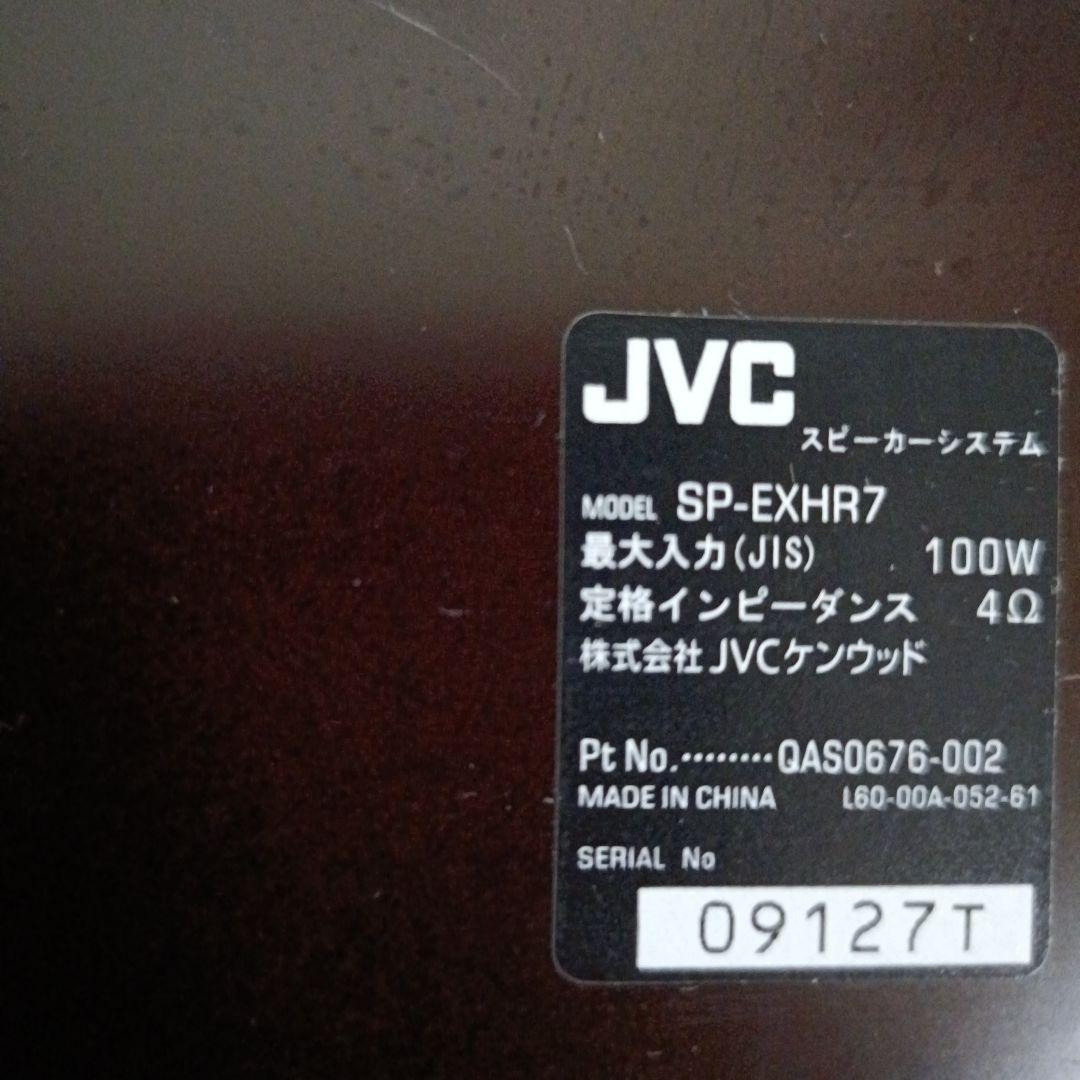 JVC
スピーカーシステム
MODEL SP-EXHR7
最大入力(JIS) 100W
定格インピーダンス 4Ω
株式会社JVCケンウッド
Pt No.········QAS0676-002
MADE IN CHINA L60-00A-052-61
SERIAL No
09127T